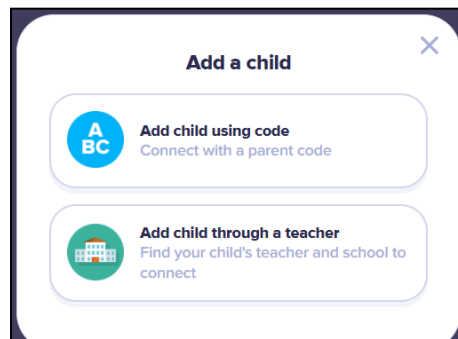 Add a child
A
BC
Add child using code
Connect with a parent code
Add child through a teacher
Find your child's teacher and school to
connect